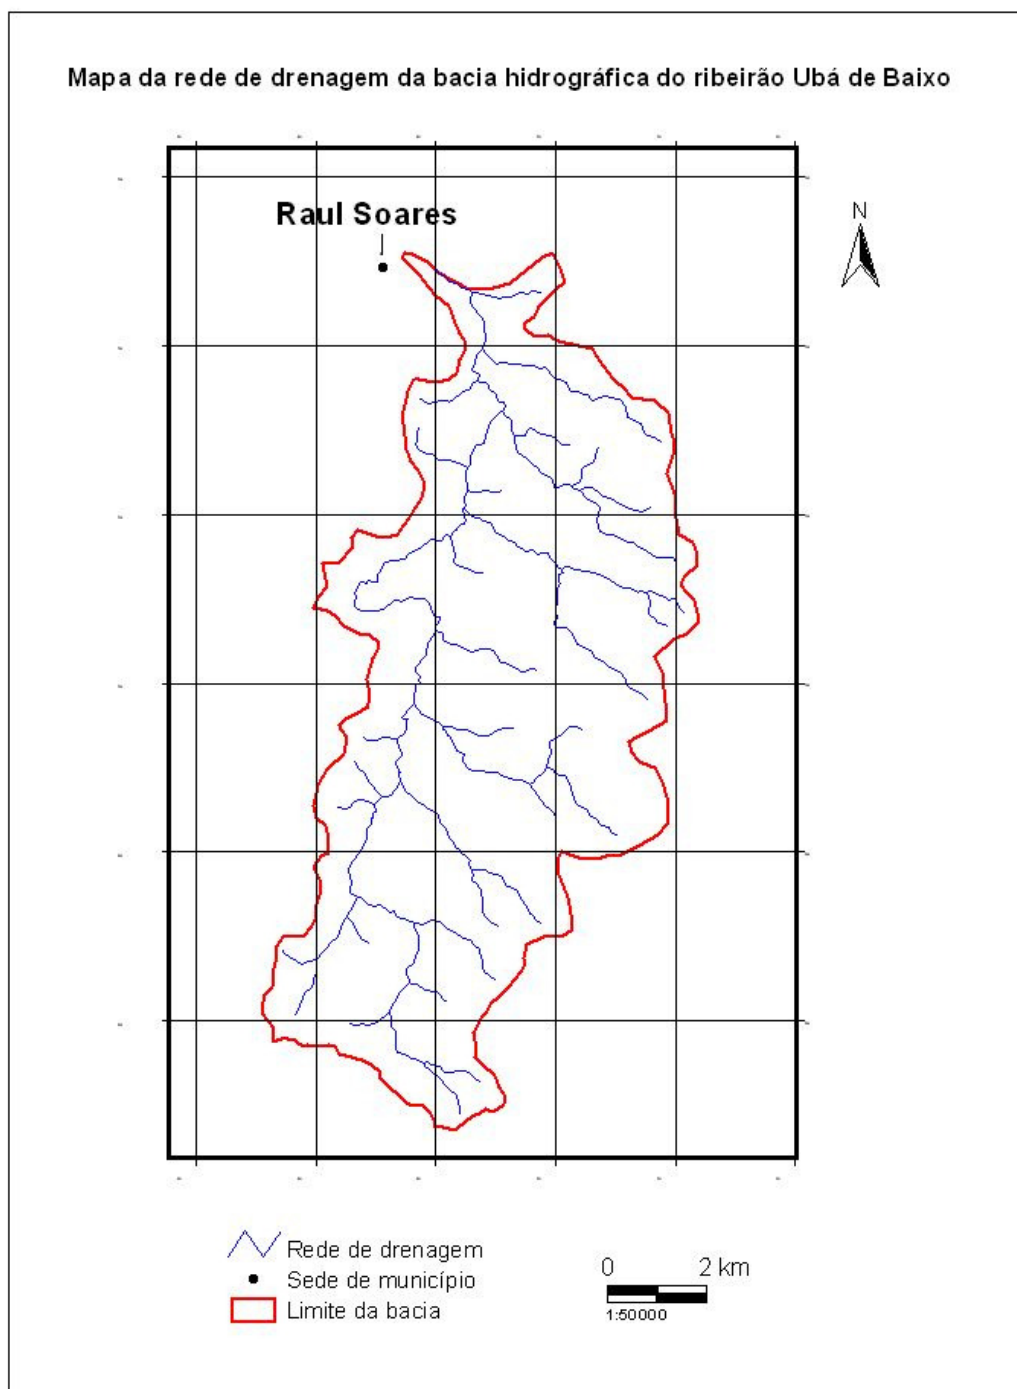 Mapa da rede de drenagem da bacia hidrográfica do ribeirão Ubá de Baixo
Raul Soares
N
Rede de drenagem
Sede de município
Limite da bacia
0 2 km
1:50000